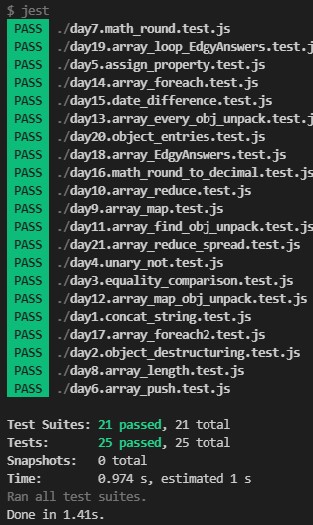 $ jest
PASS ./day7.math_round.test.js
PASS ./day19.array_loop_EdgyAnswers.test.j
PASS ./day5.assign_property.test.js
PASS ./day14.array_foreach.test.js
PASS ./day15.date_difference.test.js
PASS ./day13.array_every_obj_unpack.test.js
PASS ./day20.object_entries.test.js
PASS ./day18.array_EdgyAnswers.test.js
PASS ./day16.math_round_to_decimal.test.js
PASS ./day10.array_reduce.test.js
PASS ./day9.array_map.test.js
PASS ./day11.array_find_obj_unpack.test.js
PASS ./day21.array_reduce_spread.test.js
PASS ./day4.unary_not.test.js
PASS ./day3.equality_comparison.test.js
PASS ./day12.array_map_obj_unpack.test.js
PASS ./day1.concat_string.test.js
PASS ./day17.array_foreach2.test.js
PASS ./day2.object_destructuring.test.js
PASS ./day8.array_length.test.js
PASS ./day6.array_push.test.js
Test Suites: 21 passed, 21 total
Tests: 25 passed, 25 total
Snapshots: 0 total
Time: 0.974 s, estimated 1 s
Ran all test suites.
Done in 1.41s.